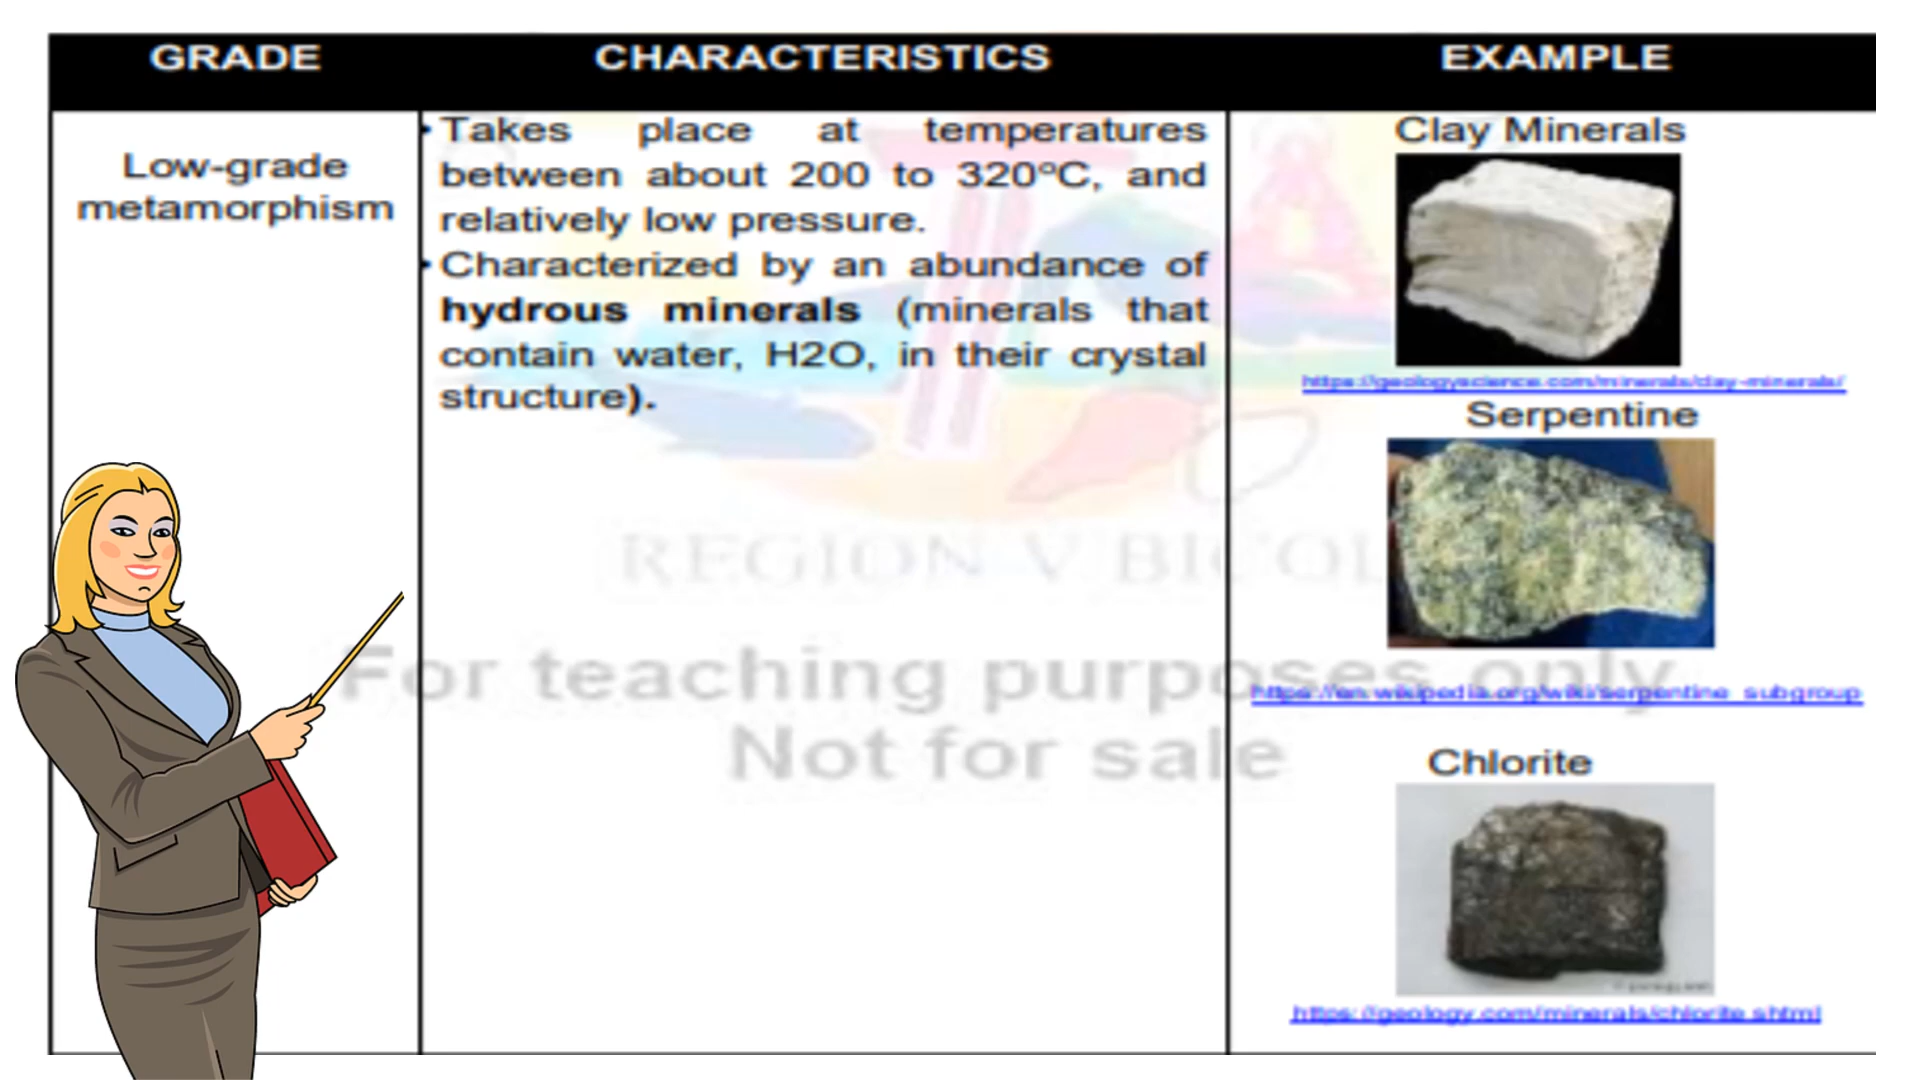 GRADE CHARACTERISTICS EXAMPLE
Low-grade
metamorphism
• Takes place at temperatures
between about 200 to 320°C, and
relatively low pressure.
• Characterized by an abundance of
hydrous minerals (minerals that
contain water, H2O, in their crystal
structure).
Clay Minerals
https://geologyscience.com/minerals/clay-minerals/
Serpentine
https://en.wikipedia.org/wiki/serpentine_subgroup
Chlorite
https://geology.com/minerals/chlorite.shtml
REGION V BICOL
For teaching purposes only
Not for sale